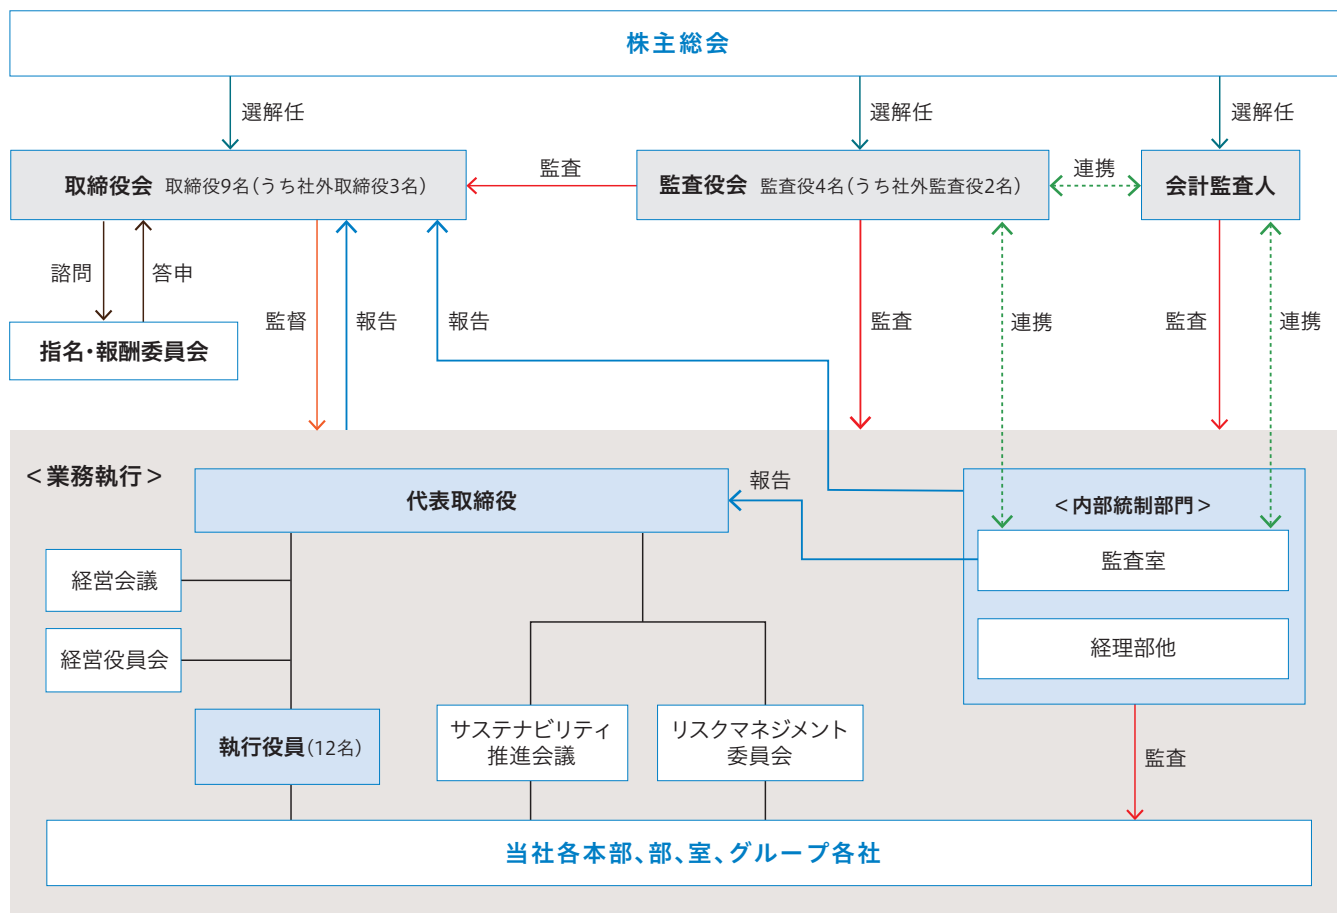 株主総会
選解任
選解任
選解任
取締役会 取締役9名(うち社外取締役3名)
監査
監査役会 監査役4名(うち社外監査役2名)
連携
会計監査人
諮問
答申
監督
報告
報告
監査
連携
監査
連携
指名・報酬委員会
<業務執行>
代表取締役
報告
<内部統制部門>
監査室
経理部他
経営会議
経営役員会
執行役員(12名)
サステナビリティ
推進会議
リスクマネジメント
委員会
監査
当社各本部、部、室、グループ各社